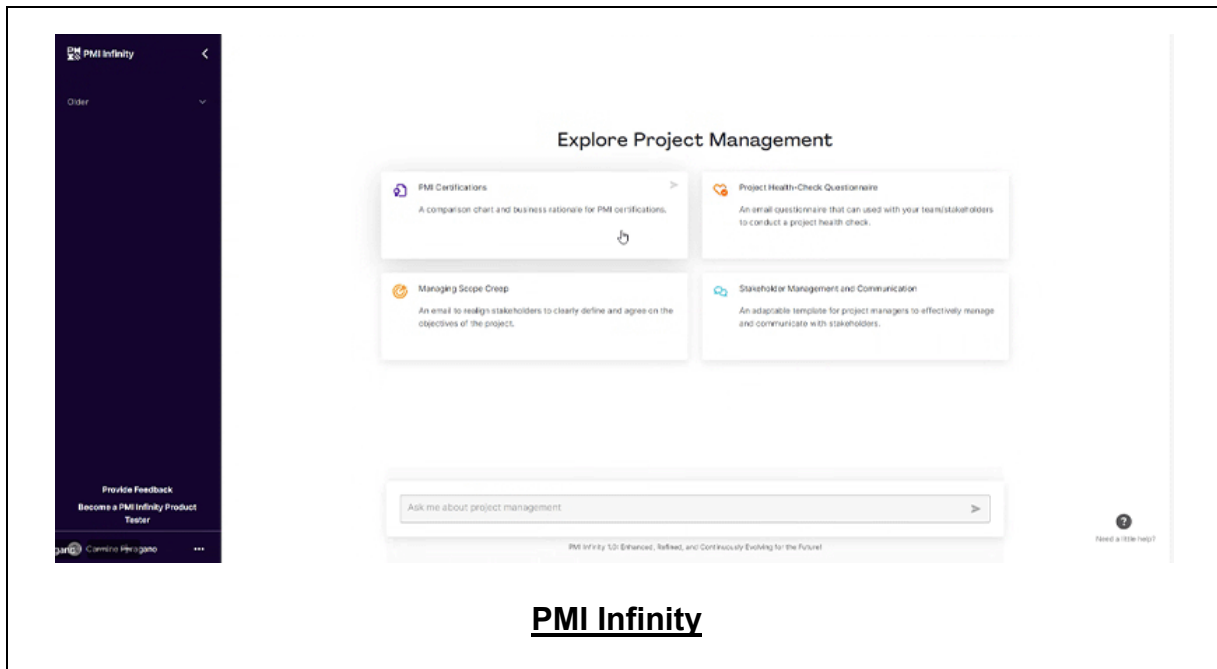 PMI Infinity
Older
Explore Project Management
PMI Certifications
A comparison chart and business rationale for PMI certifications.
Project Health-Check Questionnaire
An email questionnaire that can used with your team/stakeholders
to conduct a project health check.
Managing Scope Creep
An email to realign stakeholders to clearly define and agree on the
objectives of the project.
Stakeholder Management and Communication
An adaptable template for project managers to effectively manage
and communicate with stakeholders.
Provide Feedback
Become a PMI Infinity Product
Tester
Ask me about project management
PMI Infinity 1.0: Enhanced, Refined, and Continuously Evolving for the Future!
Need a little help?
PMI Infinity